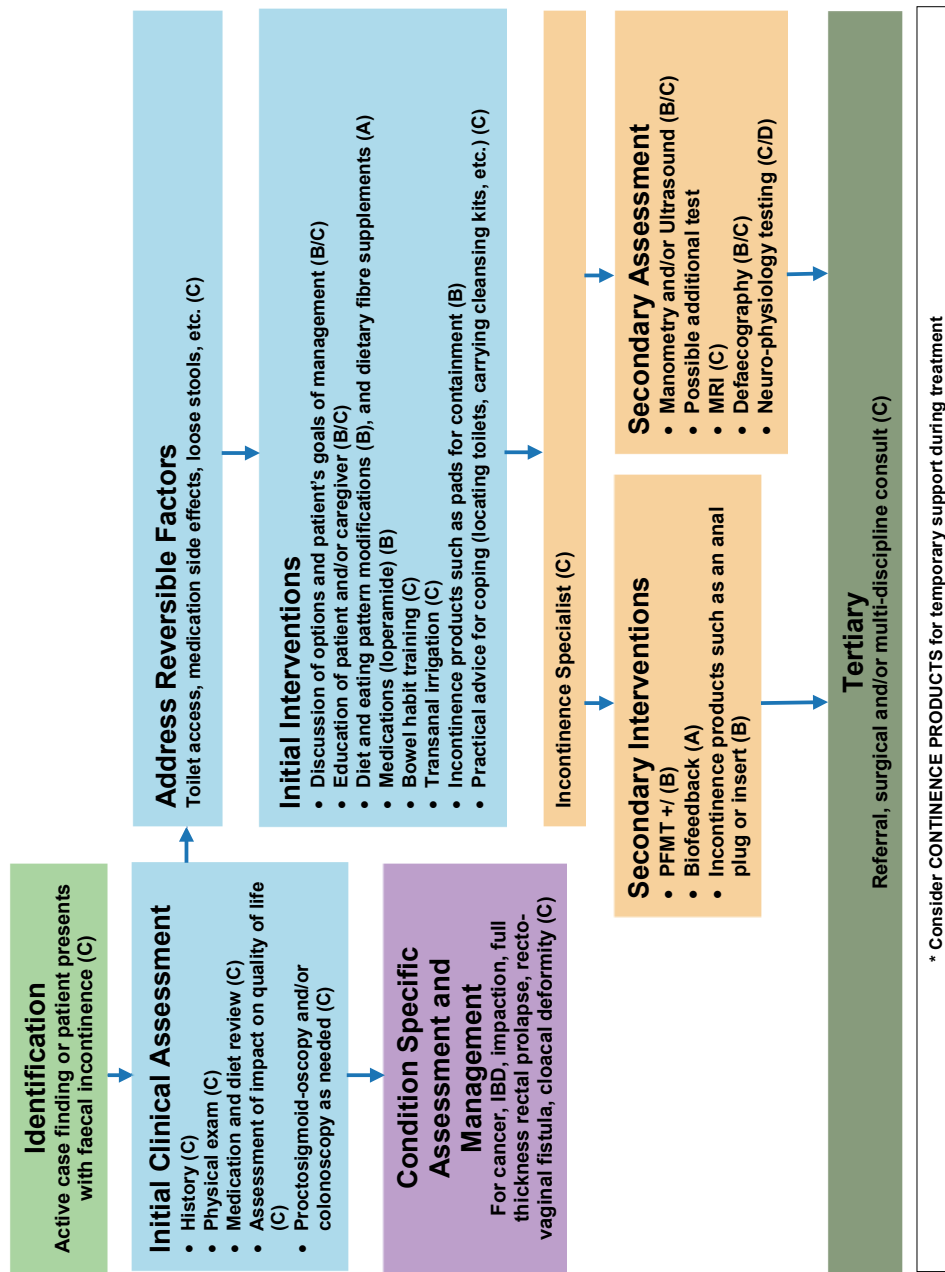 Identification
Active case finding or patient presents
with faecal incontinence (C)
Initial Clinical Assessment
• History (C)
• Physical exam (C)
• Medication and diet review (C)
• Assessment of impact on quality of life
(C)
• Proctosigmoid-oscopy and/or
colonoscopy as needed (C)
Condition Specific
Assessment and
Management
For cancer, IBD, impaction, full
thickness rectal prolapse, recto-
vaginal fistula, cloacal deformity (C)
Address Reversible Factors
Toilet access, medication side effects, loose stools, etc. (C)
Initial Interventions
• Discussion of options and patient's goals of management (B/C)
• Education of patient and/or caregiver (B/C)
• Diet and eating pattern modifications (B), and dietary fibre supplements (A)
• Medications (loperamide) (B)
• Bowel habit training (C)
• Transanal irrigation (C)
• Incontinence products such as pads for containment (B)
• Practical advice for coping (locating toilets, carrying cleansing kits, etc.) (C)
Incontinence Specialist (C)
Secondary Interventions
• PFMT +/ (B)
• Biofeedback (A)
• Incontinence products such as an anal
plug or insert (B)
Secondary Assessment
• Manometry and/or Ultrasound (B/C)
• Possible additional test
• MRI (C)
• Defaecography (B/C)
• Neuro-physiology testing (C/D)
Tertiary
Referral, surgical and/or multi-discipline consult (C)
* Consider CONTINENCE PRODUCTS for temporary support during treatment